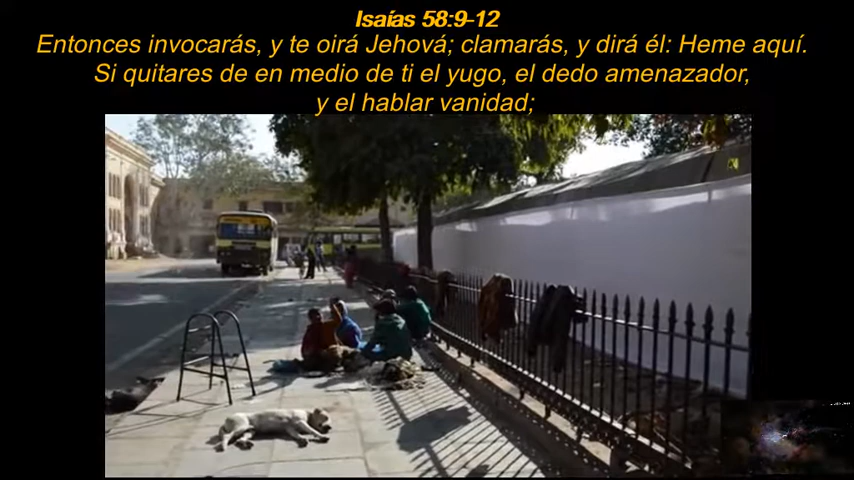 Isaías 58:9-12
Entonces invocarás, y te oirá Jehová; clamarás, y dirá él: Heme aquí.
Si quitares de en medio de ti el yugo, el dedo amenazador,
y el hablar vanidad;